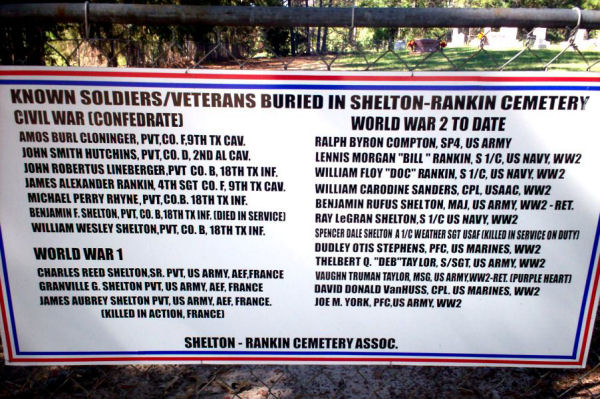 KNOWN SOLDIERS/VETERANS BURIED IN SHELTON-RANKIN CEMETERY
CIVIL WAR (CONFEDRATE)
AMOS BURL CLONINGER, PVT,CO. F,9TH TX CAV.
JOHN SMITH HUTCHINS, PVT, CO. D, 2ND AL CAV.
JOHN ROBERTUS LINEBERGER,PVT CO. B, 18TH TX INF.
JAMES ALEXANDER RANKIN, 4TH SGT CO. F, 9TH TX CAV.
MICHAEL PERRY RHYNE, PVT, CO.B. 18TH TX INF.
BENJAMIN F. SHELTON, PVT, CO. B,18TH TX INF. (DIED IN SERVICE)
WILLIAM WESLEY SHELTON,PVT, CO. B, 18TH TX INF.
WORLD WAR 1
CHARLES REED SHELTON,SR. PVT, US ARMY, AEF,FRANCE
GRANVILLE G. SHELTON PVT, US ARMY, AEF, FRANCE
JAMES AUBREY SHELTON PVT, US ARMY, AEF, FRANCE.
(KILLED IN ACTION, FRANCE)
WORLD WAR 2 TO DATE
RALPH BYRON COMPTON, SP4, US ARMY
LENNIS MORGAN "BILL " RANKIN, S 1/C, US NAVY, WW2
WILLIAM FLOY "DOC" RANKIN, S 1/C, US NAVY, WW2
WILLIAM CARODINE SANDERS, CPL, USAAC, WW2
BENJAMIN RUFUS SHELTON, MAJ, US ARMY, WW2 - RET.
RAY LeGRAN SHELTON,S 1/C US NAVY, WW2
SPENCER DALE SHELTON A 1/C WEATHER SGT USAF (KILLED IN SERVICE ON DUTY)
DUDLEY OTIS STEPHENS, PFC, US MARINES, WW2
THELBERT Q. "DEB"TAYLOR, S/SGT, US ARMY, WW2
VAUGHN TRUMAN TAYLOR, MSG, US ARMY,WW2-RET. (PURPLE HEART)
DAVID DONALD VanHUSS, CPL. US MARINES, WW2
JOE M. YORK, PFC,US ARMY, WW2
SHELTON - RANKIN CEMETERY ASSOC.